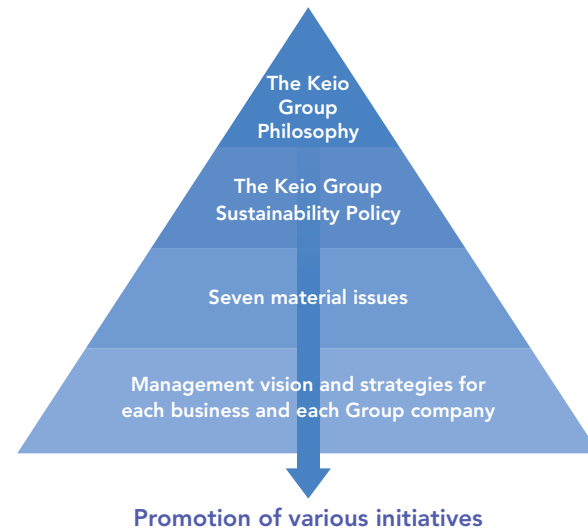 The Keio
Group
Philosophy
The Keio Group
Sustainability Policy
Seven material issues
Management vision and strategies for
each business and each Group company
Promotion of various initiatives